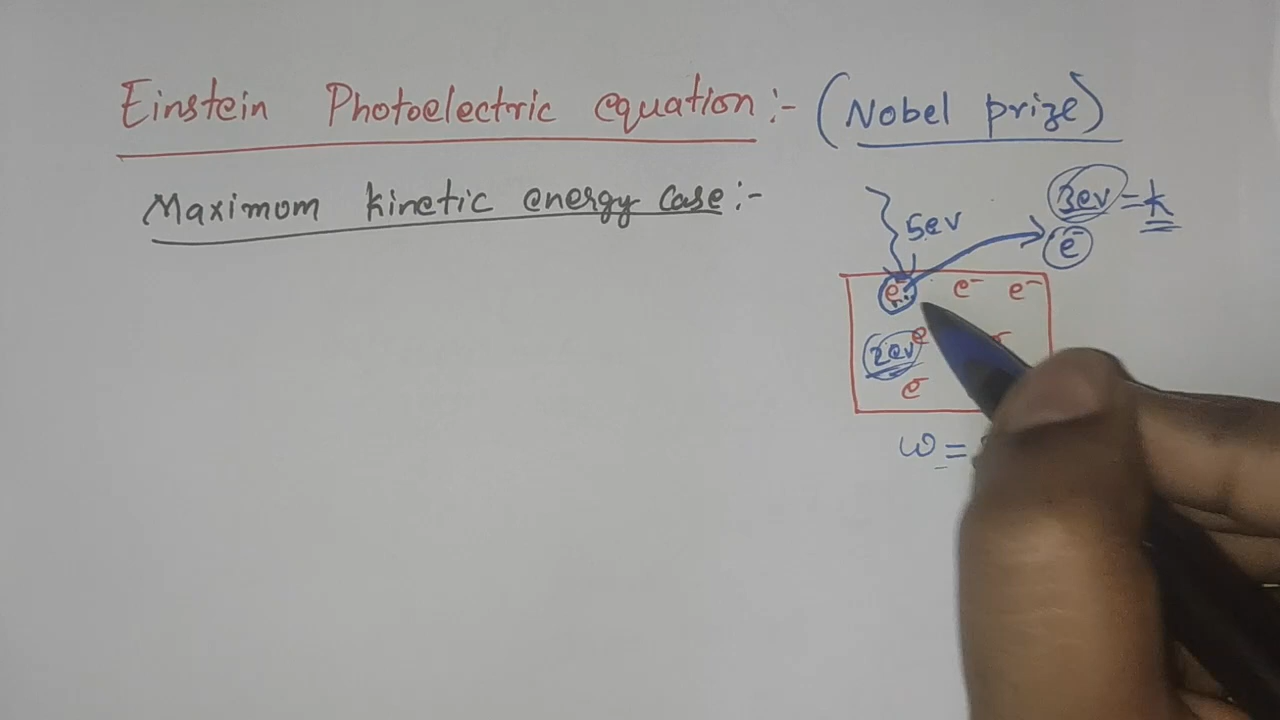 Einstein Photoelectric equation:- (Nobel prize)
Maximom kinetic energy case:-
3ev = k
5ev
e⁻
e⁻ e⁻ e⁻
2ev e
e⁻
ω =